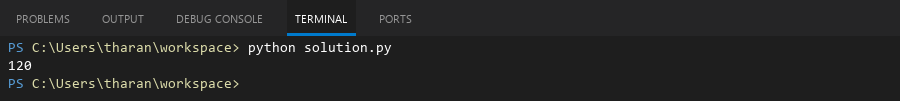 PROBLEMS OUTPUT DEBUG CONSOLE TERMINAL PORTS
PS C:\Users\tharan\workspace> python solution.py
120
PS C:\Users\tharan\workspace>